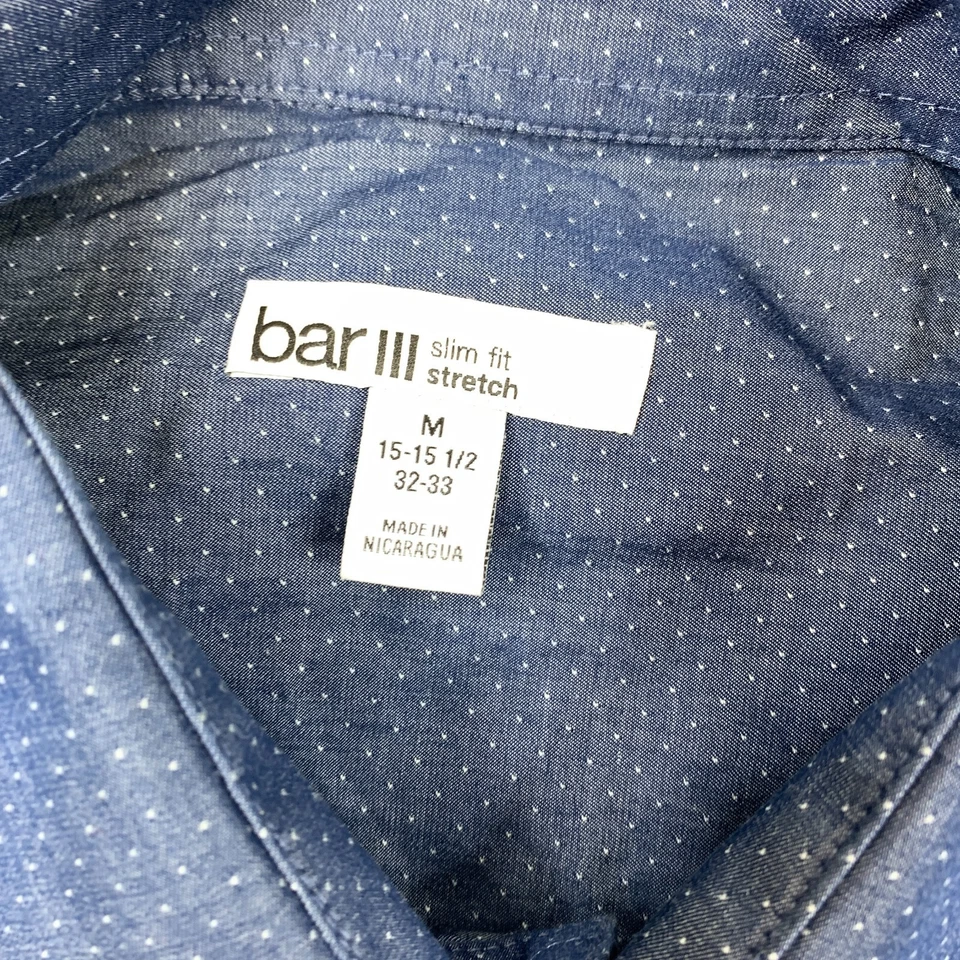 bar III slim fit
stretch
M
15-15 1/2
32-33
MADE IN
NICARAGUA